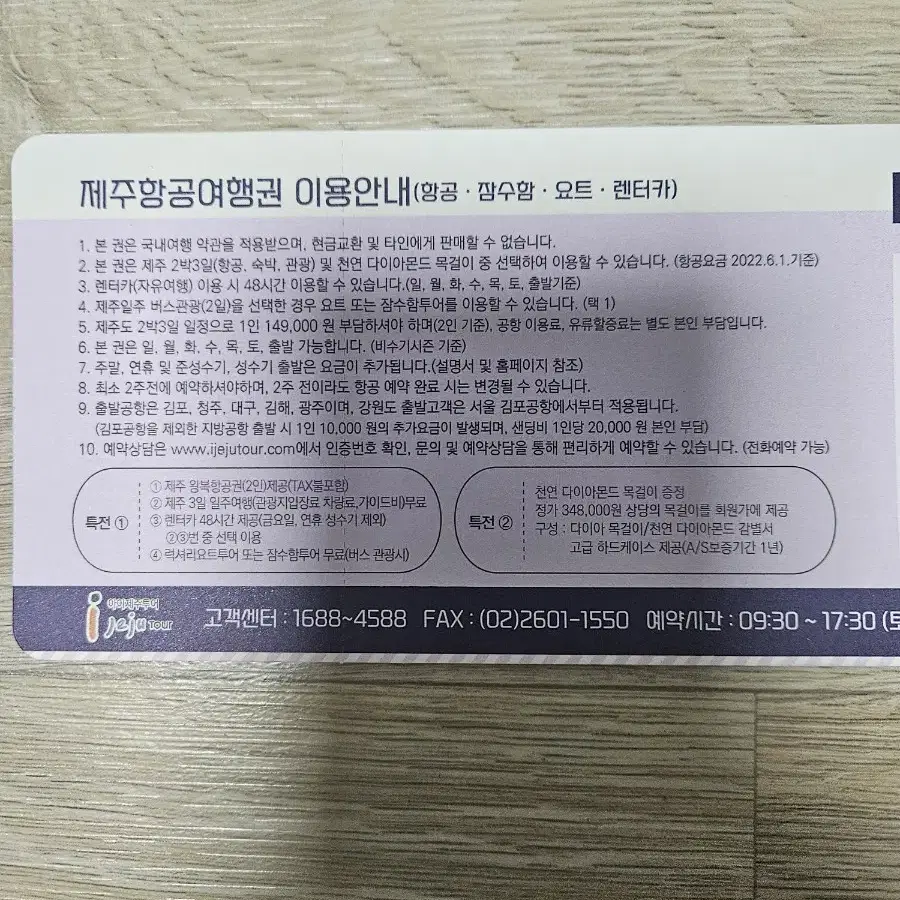 제주항공여행권 이용안내(항공 · 잠수함 · 요트 · 렌터카)
1. 본 권은 국내여행 약관을 적용받으며, 현금교환 및 타인에게 판매할 수 없습니다.
2. 본 권은 제주 2박3일(항공, 숙박, 관광) 및 천연 다이아몬드 목걸이 중 선택하여 이용할 수 있습니다. (항공요금 2022.6.1.기준)
3. 렌터카(자유여행) 이용 시 48시간 이용할 수 있습니다.(일, 월, 화, 수, 목, 토, 출발기준)
4. 제주일주 버스관광(2일)을 선택한 경우 요트 또는 잠수함투어를 이용할 수 있습니다. (택 1)
5. 제주도 2박3일 일정으로 1인 149,000 원 부담하셔야 하며(2인 기준), 공항 이용료, 유류할증료는 별도 본인 부담입니다.
6. 본 권은 일, 월, 화, 수, 목, 토, 출발 가능합니다. (비수기시즌 기준)
7. 주말, 연휴 및 준성수기, 성수기 출발은 요금이 추가됩니다.(설명서 및 홈페이지 참조)
8. 최소 2주전에 예약하셔야하며, 2주 전이라도 항공 예약 완료 시는 변경될 수 있습니다.
9. 출발공항은 김포, 청주, 대구, 김해, 광주이며, 강원도 출발고객은 서울 김포공항에서부터 적용됩니다.
(김포공항을 제외한 지방공항 출발 시 1인 10,000 원의 추가요금이 발생되며, 샌딩비 1인당 20,000 원 본인 부담)
10. 예약상담은 www.ijejutour.com에서 인증번호 확인, 문의 및 예약상담을 통해 편리하게 예약할 수 있습니다. (전화예약 가능)
특전 ①
① 제주 왕복항공권(2인)제공(TAX불포함)
② 제주 3일 일주여행(관광지입장료 차량료,가이드비)무료
③ 렌터카 48시간 제공(금요일, 연휴 성수기 제외)
②③번 중 선택 이용
④ 럭셔리요트투어 또는 잠수함투어 무료(버스 관광시)
특전 ②
천연 다이아몬드 목걸이 증정
정가 348,000원 상당의 목걸이를 회원가에 제공
구성 : 다이아 목걸이/천연 다이아몬드 감별서
고급 하드케이스 제공(A/S보증기간 1년)
아이제주투어
i Jeju Tour
고객센터 : 1688~4588 FAX : (02)2601-1550 예약시간 : 09:30 ~ 17:30 (토